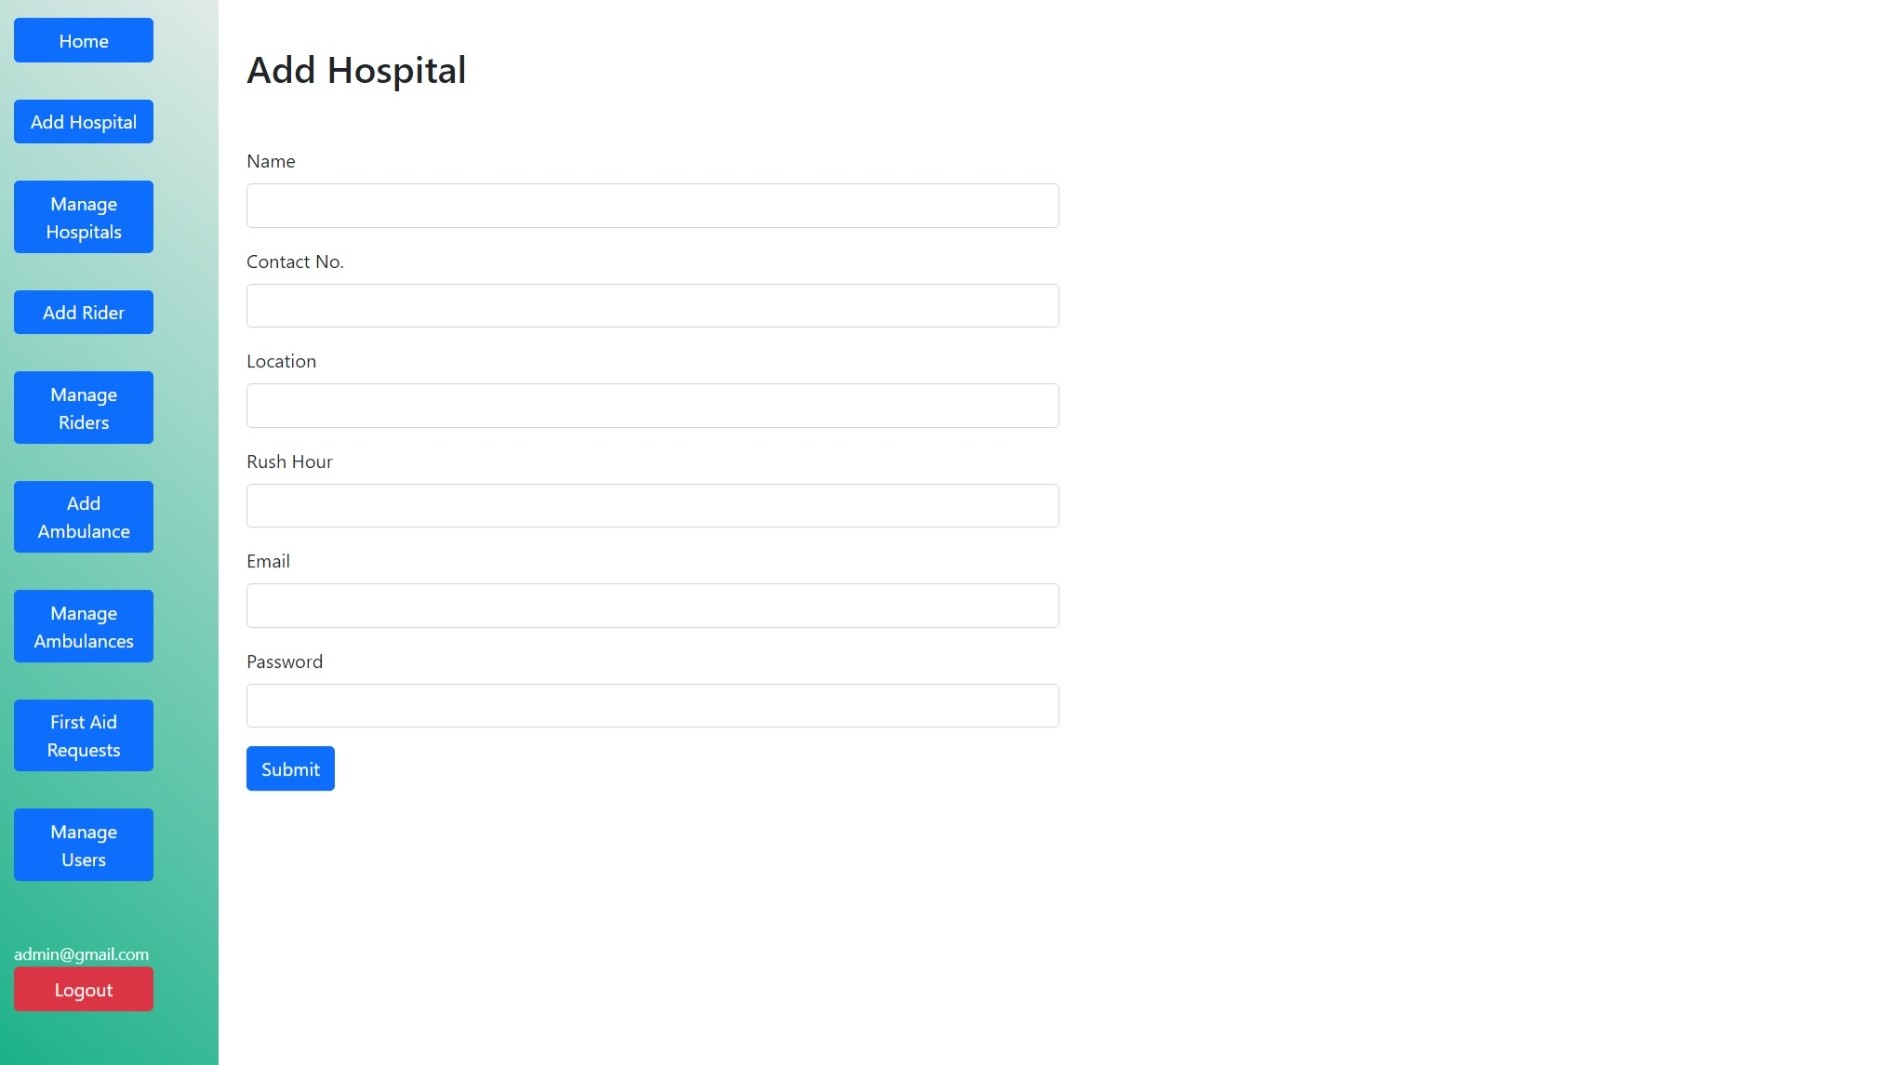 Home
Add Hospital
Manage
Hospitals
Add Rider
Manage
Riders
Add
Ambulance
Manage
Ambulances
First Aid
Requests
Manage
Users
admin@gmail.com
Logout
Add Hospital
Name
Contact No.
Location
Rush Hour
Email
Password
Submit